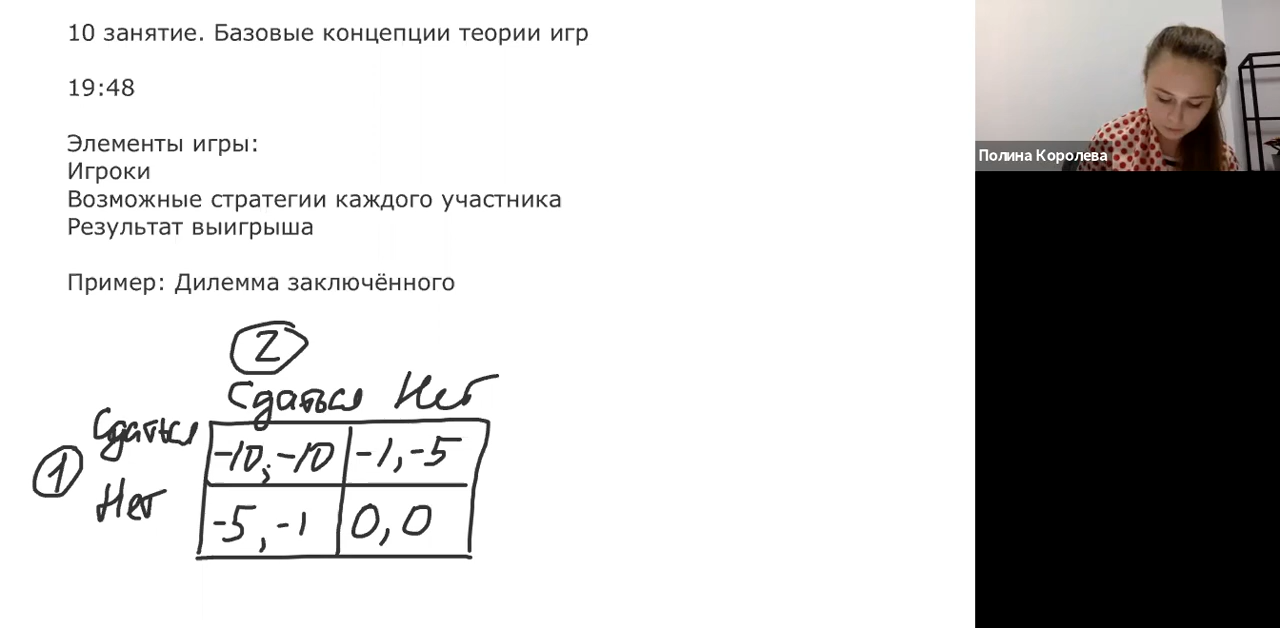 10 занятие. Базовые концепции теории игр
19:48
Элементы игры:
Игроки
Возможные стратегии каждого участника
Результат выигрыша
Пример: Дилемма заключённого
2
Сдаться Нет
Сдаться -10; -10 -1, -5
1
Нет -5, -1 0, 0
Полина Королева